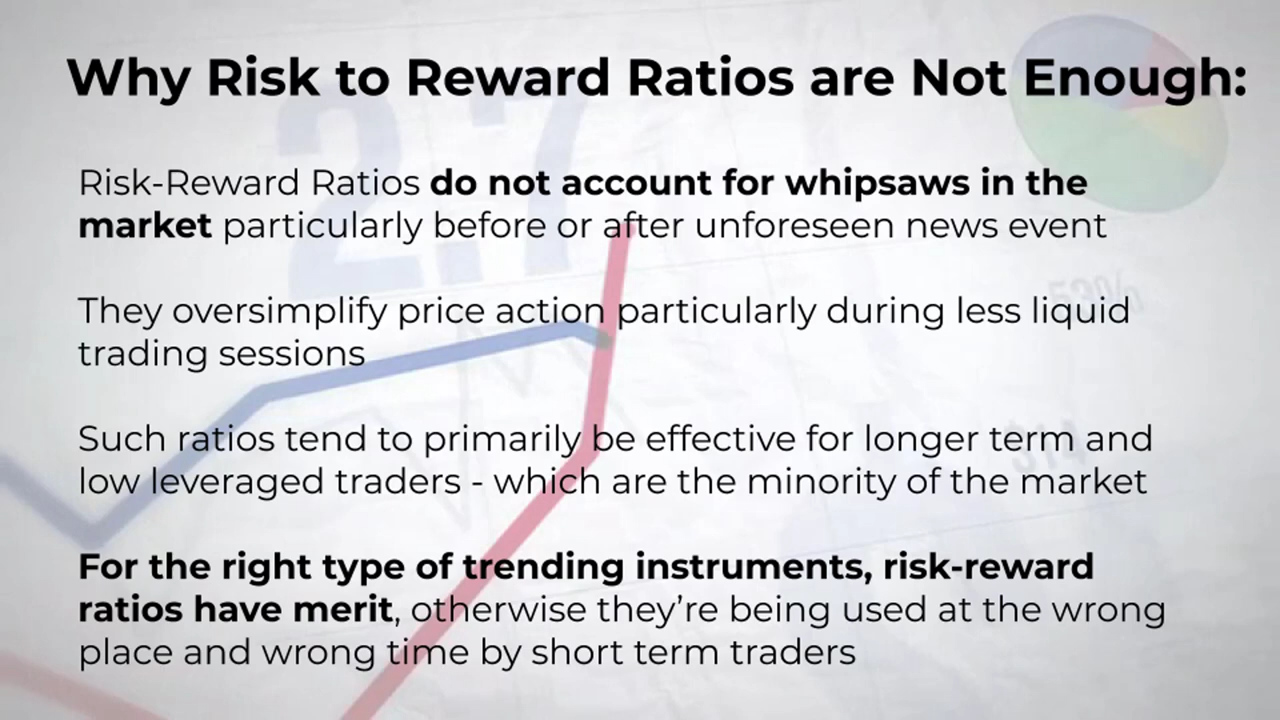 Why Risk to Reward Ratios are Not Enough:
Risk-Reward Ratios do not account for whipsaws in the
market particularly before or after unforeseen news event
They oversimplify price action particularly during less liquid
trading sessions
Such ratios tend to primarily be effective for longer term and
low leveraged traders - which are the minority of the market
For the right type of trending instruments, risk-reward
ratios have merit, otherwise they're being used at the wrong
place and wrong time by short term traders
2.7
53%